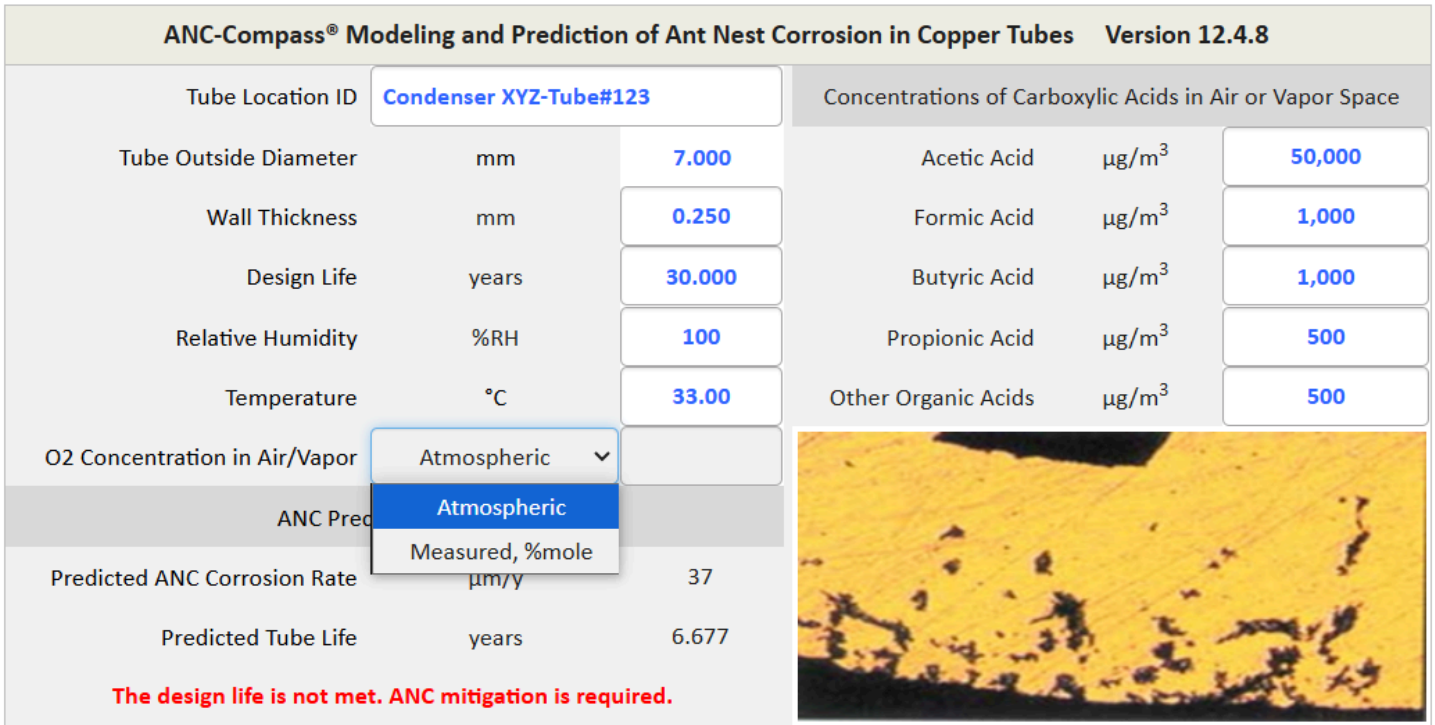 ANC-Compass® Modeling and Prediction of Ant Nest Corrosion in Copper Tubes Version 12.4.8
Tube Location ID Condenser XYZ-Tube#123
Tube Outside Diameter mm 7.000
Wall Thickness mm 0.250
Design Life years 30.000
Relative Humidity %RH 100
Temperature °C 33.00
O2 Concentration in Air/Vapor Atmospheric
Atmospheric
Measured, %mole
ANC Pred
Predicted ANC Corrosion Rate µm/y 37
Predicted Tube Life years 6.677
The design life is not met. ANC mitigation is required.
Concentrations of Carboxylic Acids in Air or Vapor Space
Acetic Acid µg/m³ 50,000
Formic Acid µg/m³ 1,000
Butyric Acid µg/m³ 1,000
Propionic Acid µg/m³ 500
Other Organic Acids µg/m³ 500